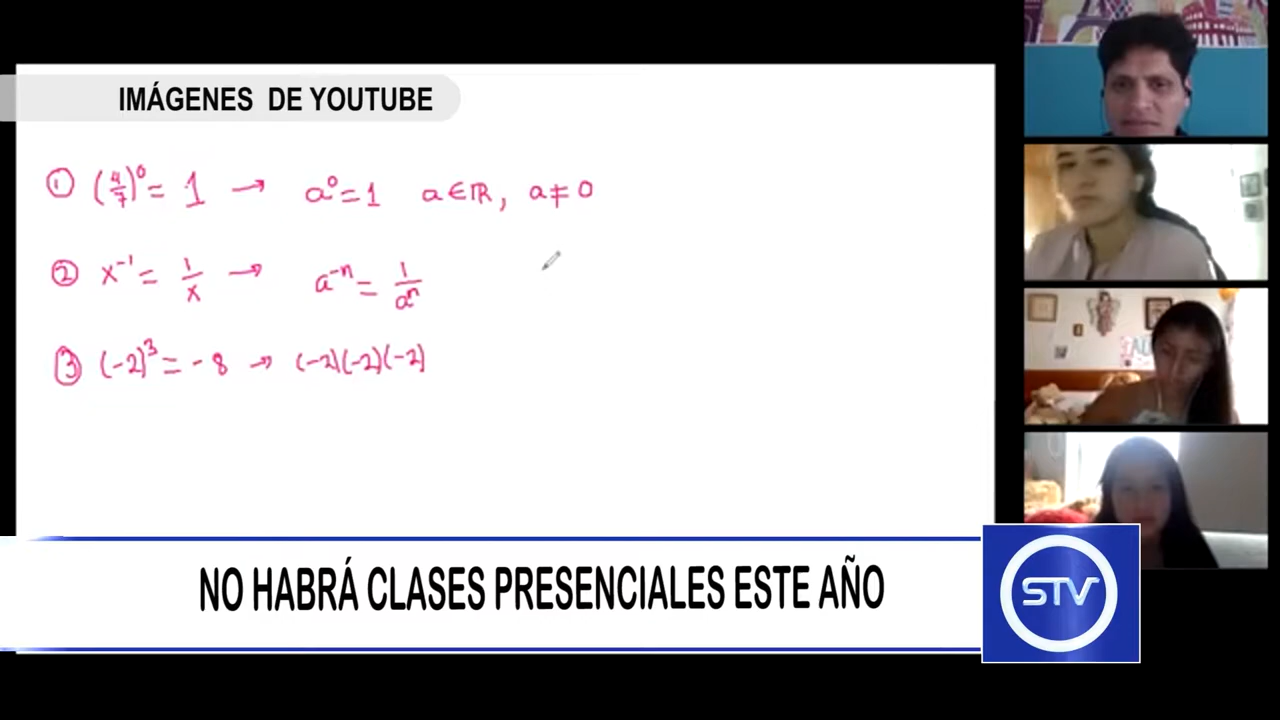 IMÁGENES DE YOUTUBE
① (4/7)⁰ = 1 → a⁰ = 1 a ∈ ℝ, a ≠ 0
② x⁻¹ = 1/x → a⁻ⁿ = 1/aⁿ
③ (-2)³ = -8 → (-2)(-2)(-2)
NO HABRÁ CLASES PRESENCIALES ESTE AÑO
STV